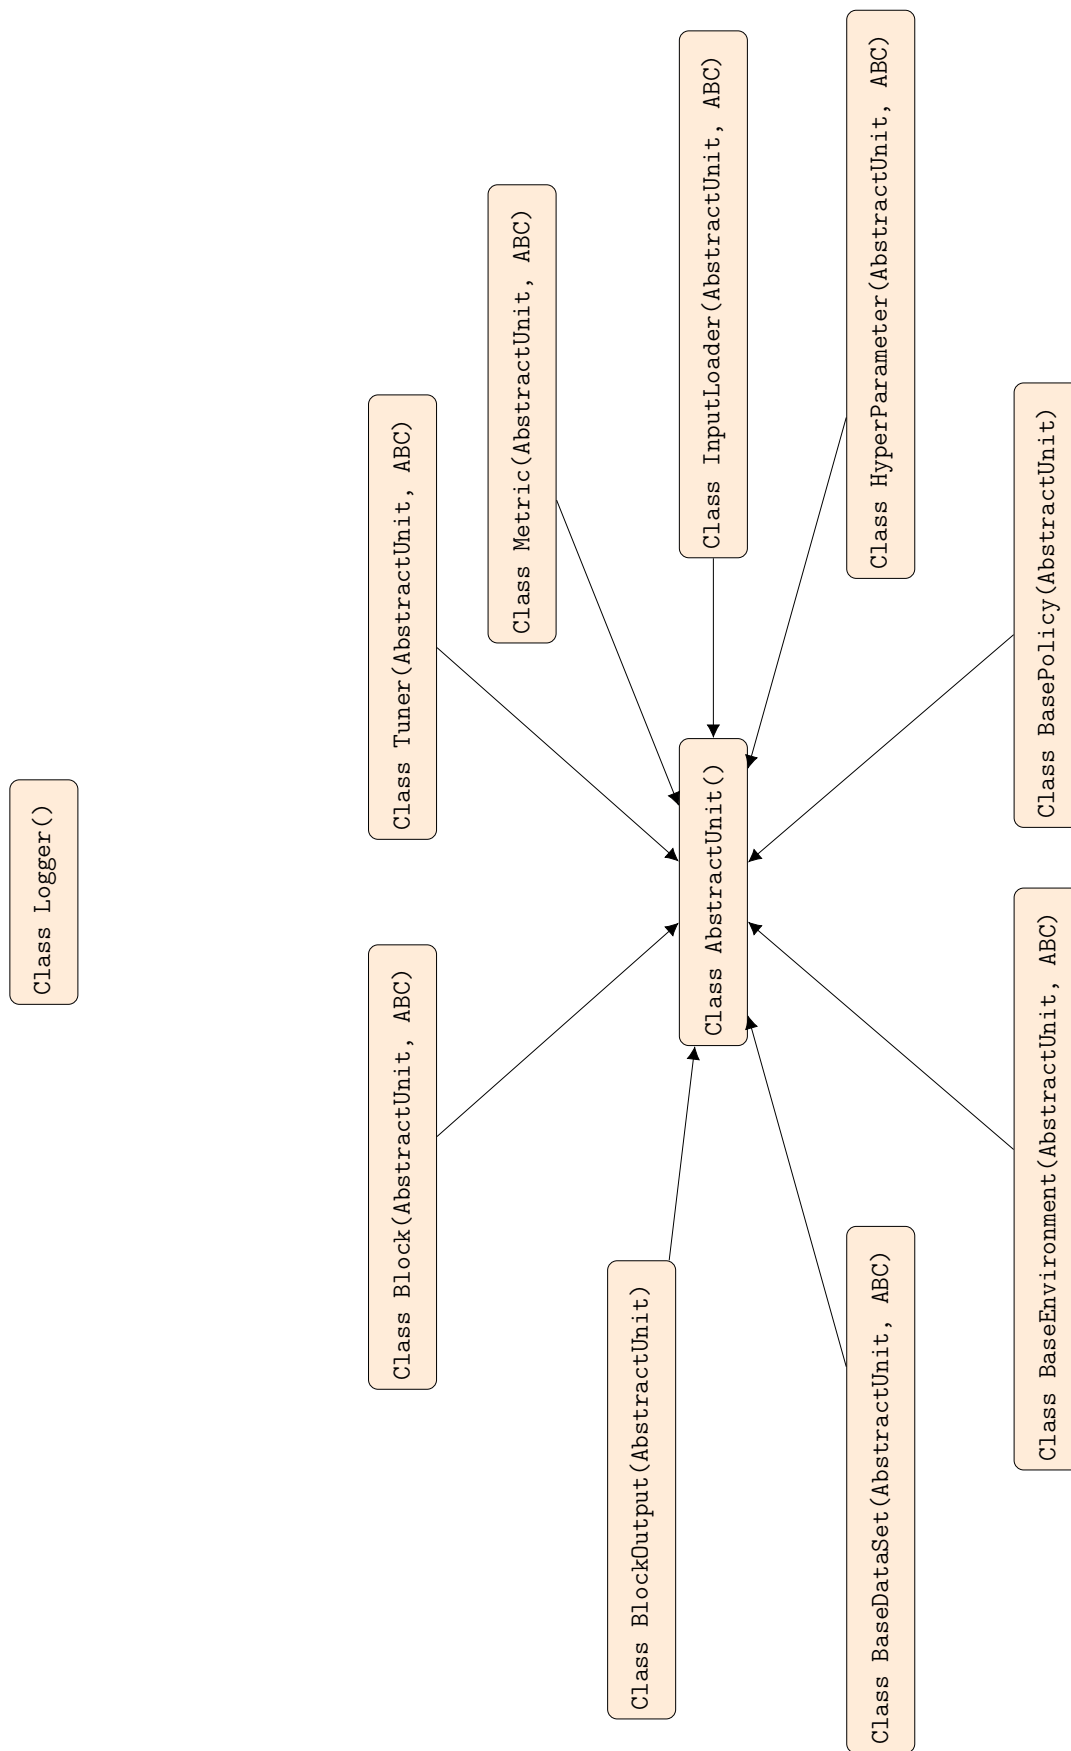 Class Logger()
Class Block(AbstractUnit, ABC)
Class Tuner(AbstractUnit, ABC)
Class Metric(AbstractUnit, ABC)
Class BlockOutput(AbstractUnit)
Class AbstractUnit()
Class InputLoader(AbstractUnit, ABC)
Class BaseDataSet(AbstractUnit, ABC)
Class HyperParameter(AbstractUnit, ABC)
Class BaseEnvironment(AbstractUnit, ABC)
Class BasePolicy(AbstractUnit)